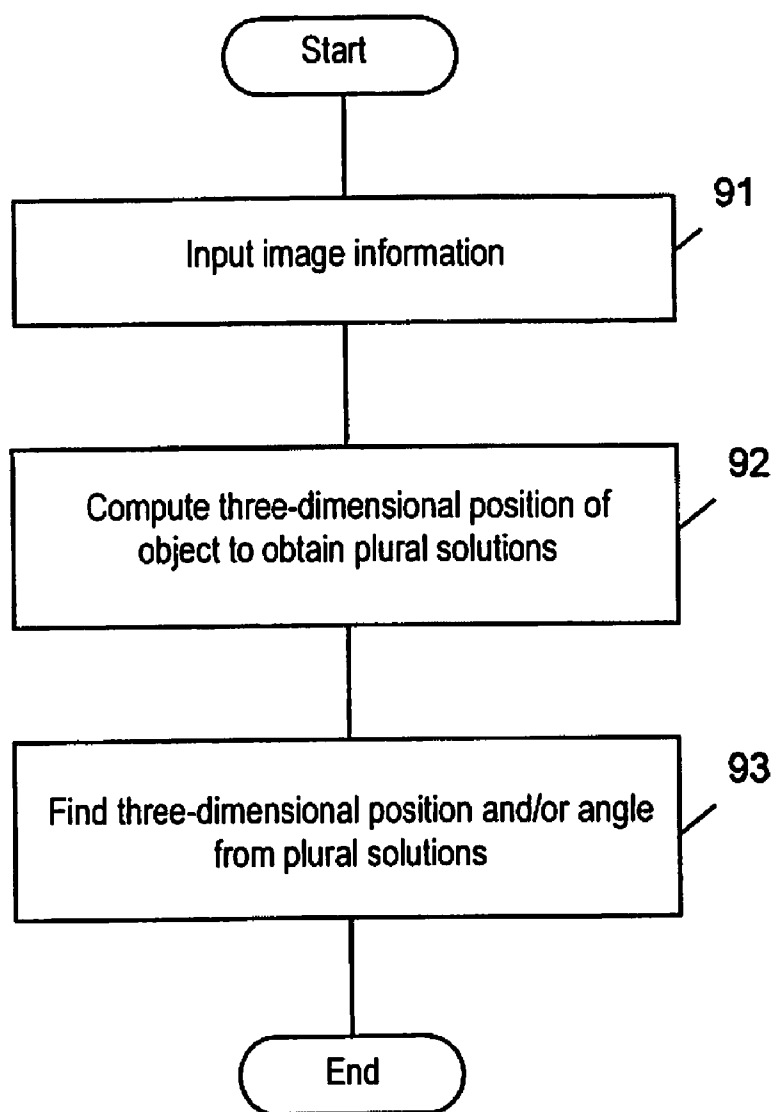 Start
91
Input image information
92
Compute three-dimensional position of
object to obtain plural solutions
93
Find three-dimensional position and/or angle
from plural solutions
End